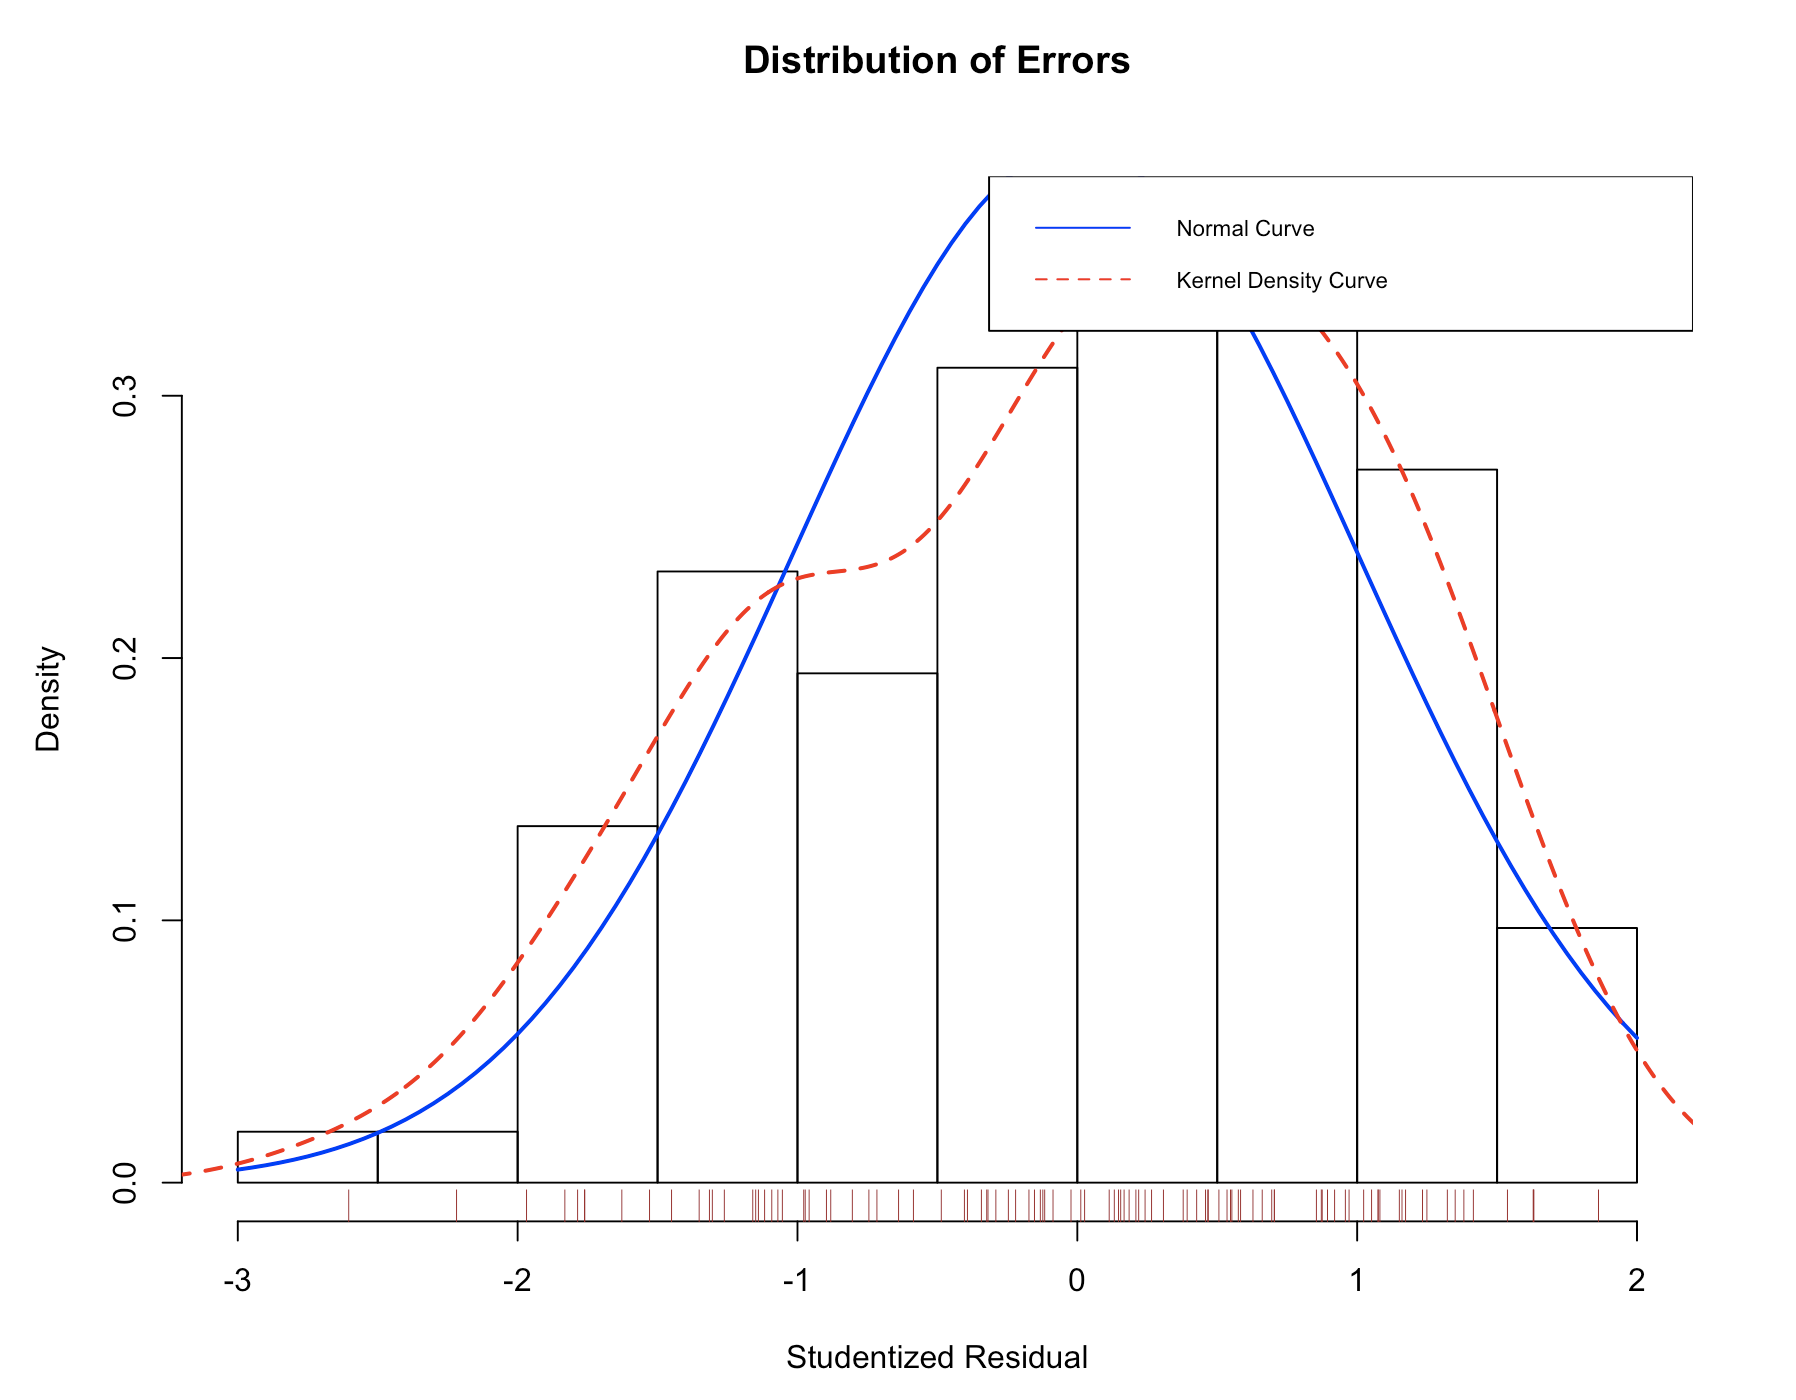 Distribution of Errors
Normal Curve
Kernel Density Curve
0.3
0.2
0.1
0.0
Density
-3 -2 -1 0 1 2
Studentized Residual